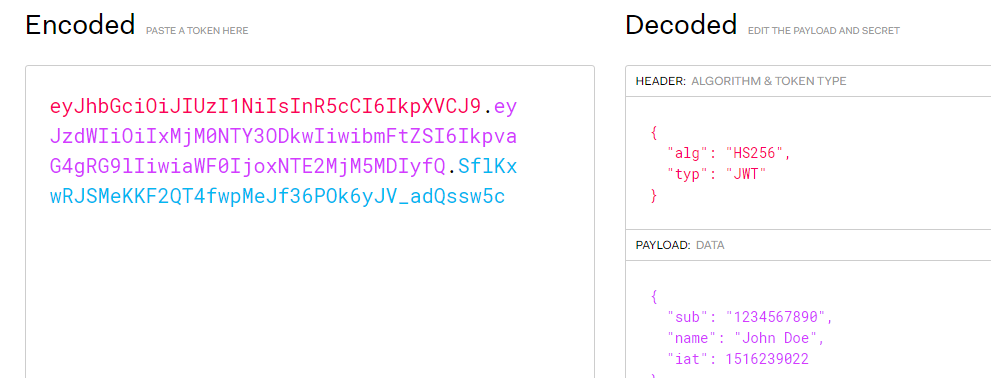 Encoded PASTE A TOKEN HERE
eyJhbGciOiJIUzI1NiIsInR5cCI6IkpXVCJ9.ey
JzdWIiOiIxMjM0NTY3ODkwIiwibmFtZSI6Ikpva
G4gRG9lIiwiaWF0IjoxNTE2MjM5MDIyfQ.SflKx
wRJSMeKKF2QT4fwpMeJf36POk6yJV_adQssw5c
Decoded EDIT THE PAYLOAD AND SECRET
HEADER: ALGORITHM & TOKEN TYPE
{
"alg": "HS256",
"typ": "JWT"
}
PAYLOAD: DATA
{
"sub": "1234567890",
"name": "John Doe",
"iat": 1516239022
}